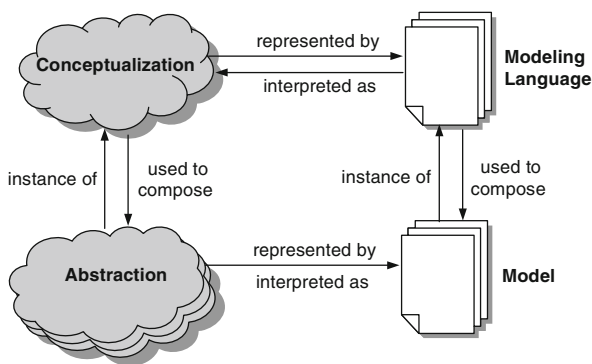 represented by
Conceptualization
interpreted as
Modeling
Language
instance of
used to
compose
instance of
used to
compose
represented by
Abstraction
interpreted as
Model